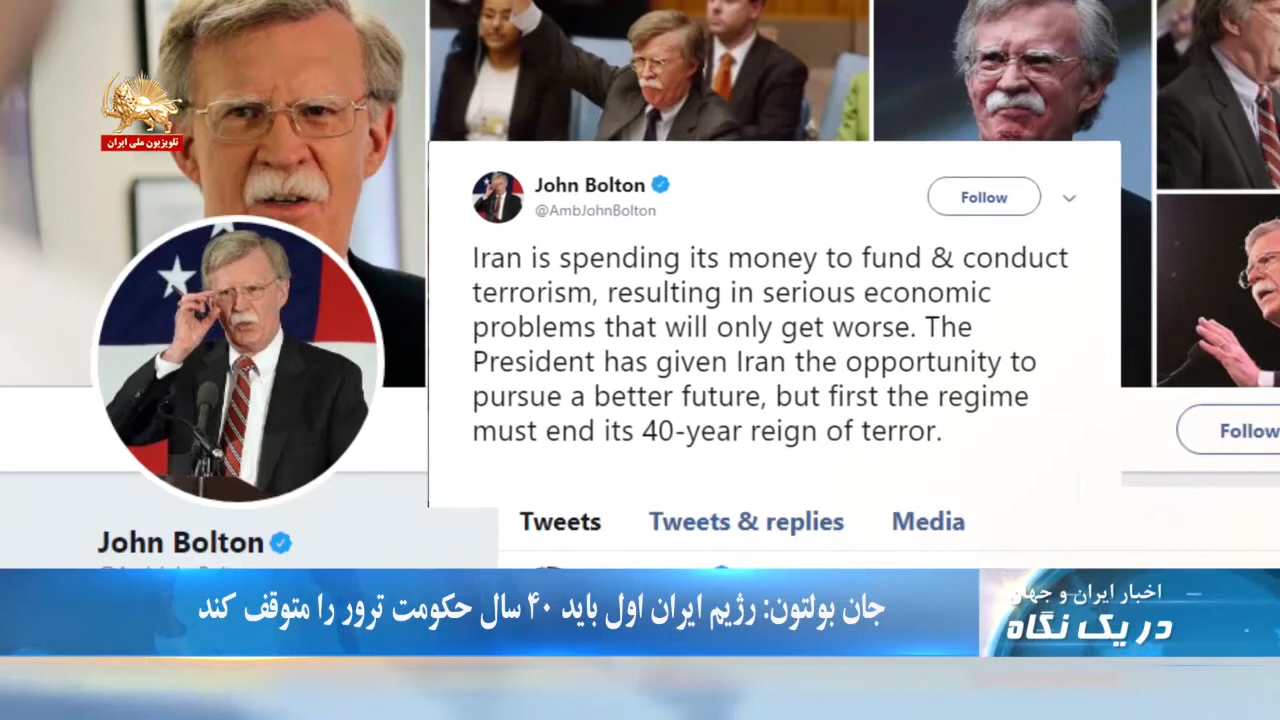 تلویزیون ملی ایران
John Bolton
@AmbJohnBolton
Follow
Iran is spending its money to fund & conduct
terrorism, resulting in serious economic
problems that will only get worse. The
President has given Iran the opportunity to
pursue a better future, but first the regime
must end its 40-year reign of terror.
Follow
Tweets
Tweets & replies
Media
John Bolton
جان بولتون: رژیم ایران اول باید ۴۰ سال حکومت ترور را متوقف کند
اخبار ایران و جهان
در یک نگاه